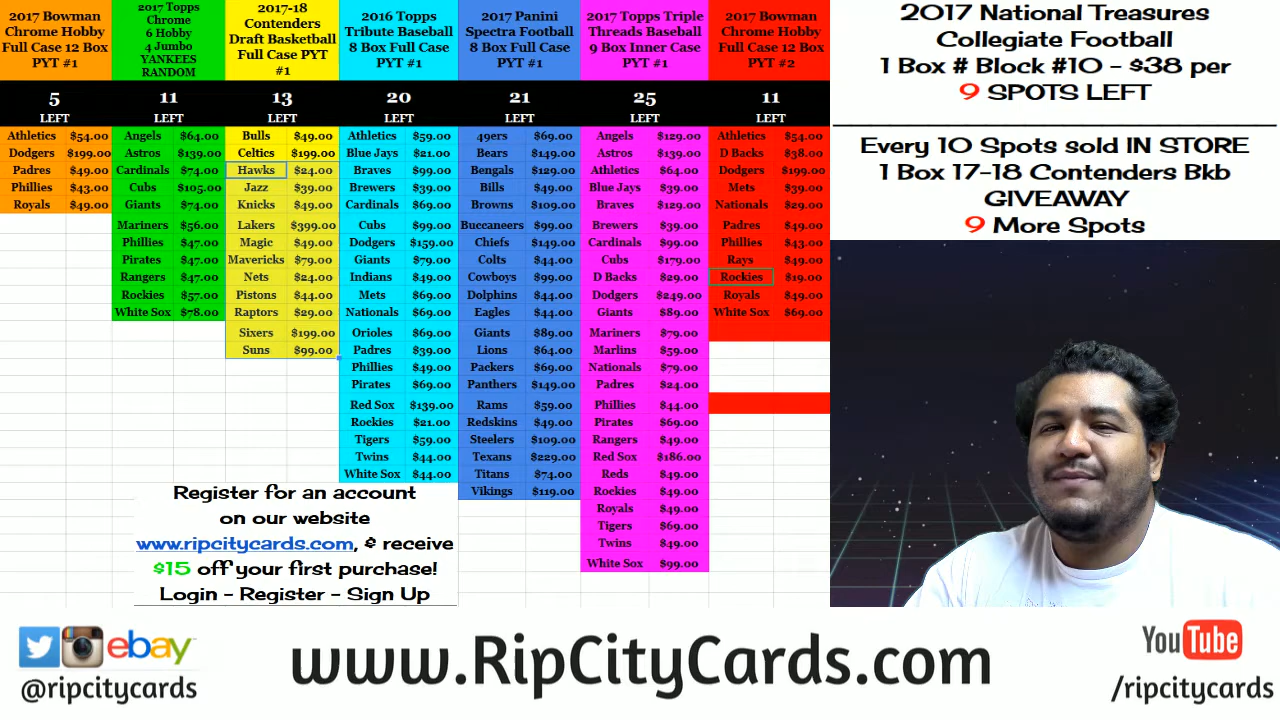 2017 Bowman
Chrome Hobby
Full Case 12 Box
PYT #1
5
LEFT
Athletics $54.00
Dodgers $199.00
Padres $49.00
Phillies $43.00
Royals $49.00
2017 Topps
Chrome
6 Hobby
4 Jumbo
YANKEES
RANDOM
11
LEFT
Angels $64.00
Astros $139.00
Cardinals $74.00
Cubs $105.00
Giants $74.00
Mariners $56.00
Phillies $47.00
Pirates $47.00
Rangers $47.00
Rockies $57.00
White Sox $78.00
2017-18
Contenders
Draft Basketball
Full Case PYT
#1
13
LEFT
Bulls $49.00
Celtics $199.00
Hawks $24.00
Jazz $39.00
Knicks $49.00
Lakers $399.00
Magic $49.00
Mavericks $79.00
Nets $24.00
Pistons $44.00
Raptors $29.00
Sixers $199.00
Suns $99.00
2016 Topps
Tribute Baseball
8 Box Full Case
PYT #1
20
LEFT
Athletics $59.00
Blue Jays $21.00
Braves $99.00
Brewers $39.00
Cardinals $69.00
Cubs $99.00
Dodgers $159.00
Giants $79.00
Indians $49.00
Mets $69.00
Nationals $69.00
Orioles $69.00
Padres $39.00
Phillies $49.00
Pirates $69.00
Red Sox $139.00
Rockies $21.00
Tigers $59.00
Twins $44.00
White Sox $44.00
2017 Panini
Spectra Football
8 Box Full Case
PYT #1
21
LEFT
49ers $69.00
Bears $149.00
Bengals $129.00
Bills $49.00
Browns $109.00
Buccaneers $99.00
Chiefs $149.00
Colts $44.00
Cowboys $99.00
Dolphins $44.00
Eagles $44.00
Giants $89.00
Lions $64.00
Packers $69.00
Panthers $149.00
Rams $59.00
Redskins $49.00
Steelers $109.00
Texans $229.00
Titans $74.00
Vikings $119.00
2017 Topps Triple
Threads Baseball
9 Box Inner Case
PYT #1
25
LEFT
Angels $129.00
Astros $139.00
Athletics $64.00
Blue Jays $39.00
Braves $129.00
Brewers $39.00
Cardinals $99.00
Cubs $179.00
D Backs $29.00
Dodgers $249.00
Giants $89.00
Mariners $79.00
Marlins $59.00
Nationals $79.00
Padres $24.00
Phillies $44.00
Pirates $69.00
Rangers $49.00
Red Sox $186.00
Reds $49.00
Rockies $49.00
Royals $49.00
Tigers $69.00
Twins $49.00
White Sox $99.00
2017 Bowman
Chrome Hobby
Full Case 12 Box
PYT #2
11
LEFT
Athletics $54.00
D Backs $38.00
Dodgers $199.00
Mets $39.00
Nationals $29.00
Padres $49.00
Phillies $43.00
Rays $49.00
Rockies $19.00
Royals $49.00
White Sox $69.00
2017 National Treasures
Collegiate Football
1 Box # Block #10 - $38 per
9 SPOTS LEFT
Every 10 Spots sold IN STORE
1 Box 17-18 Contenders Bkb
GIVEAWAY
9 More Spots
Register for an account
on our website
www.ripcitycards.com, & receive
$15 off your first purchase!
Login - Register - Sign Up
ebay™
@ripcitycards
www.RipCityCards.com
YouTube
/ripcitycards